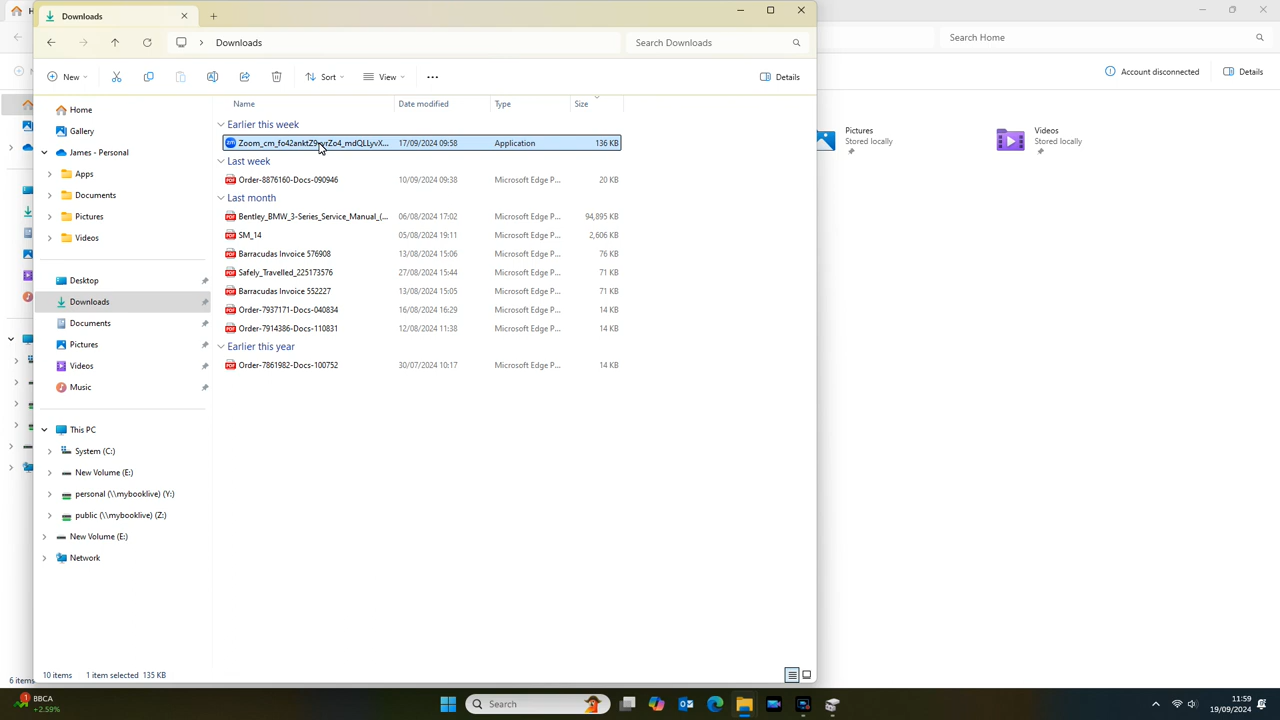 Downloads
Downloads
Search Downloads
Search Home
New
Sort
View
Details
Account disconnected
Details
Home
Gallery
James - Personal
Apps
Documents
Pictures
Videos
Desktop
Downloads
Documents
Pictures
Videos
Music
This PC
System (C:)
New Volume (E:)
personal (\\mybooklive) (Y:)
public (\\mybooklive) (Z:)
New Volume (E:)
Network
Name Date modified Type Size
Earlier this week
17/09/2024 09:58 Application 136 KB
Last week
Order-8876160-Docs-090946 10/09/2024 09:38 Microsoft Edge P... 20 KB
Last month
Bentley_BMW_3-Series_Service_Manual_(... 06/08/2024 17:02 Microsoft Edge P... 94,895 KB
SM_14 05/08/2024 19:11 Microsoft Edge P... 2,606 KB
Barracudas Invoice 576908 13/08/2024 15:06 Microsoft Edge P... 76 KB
Safely_Travelled_225173576 27/08/2024 15:44 Microsoft Edge P... 71 KB
Barracudas Invoice 552227 13/08/2024 15:05 Microsoft Edge P... 71 KB
Order-7937171-Docs-040834 16/08/2024 16:29 Microsoft Edge P... 14 KB
Order-7914386-Docs-110831 12/08/2024 11:38 Microsoft Edge P... 14 KB
Earlier this year
Order-7861982-Docs-100752 30/07/2024 10:17 Microsoft Edge P... 14 KB
Pictures
Stored locally
Videos
Stored locally
10 items 1 item selected 135 KB
6 items
1
BBCA
+2.59%
Search
11:59
19/09/2024